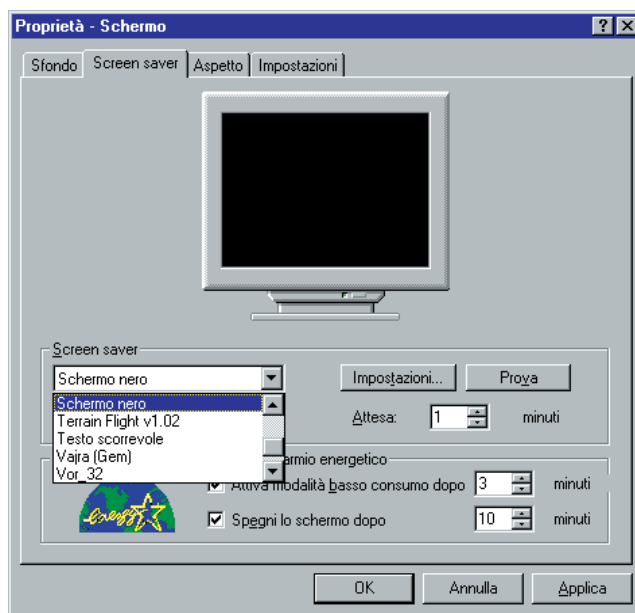 Proprietà - Schermo
Sfondo Screen saver Aspetto Impostazioni
Screen saver
Schermo nero Impostazioni... Prova
Schermo nero
Attesa: 1 minuti
Terrain Flight v1.02
Testo scorrevole
Vajra (Gem)
Vor_32
armio energetico
Attiva modalità basso consumo dopo 3 minuti
energy
Spegni lo schermo dopo 10 minuti
OK Annulla Applica